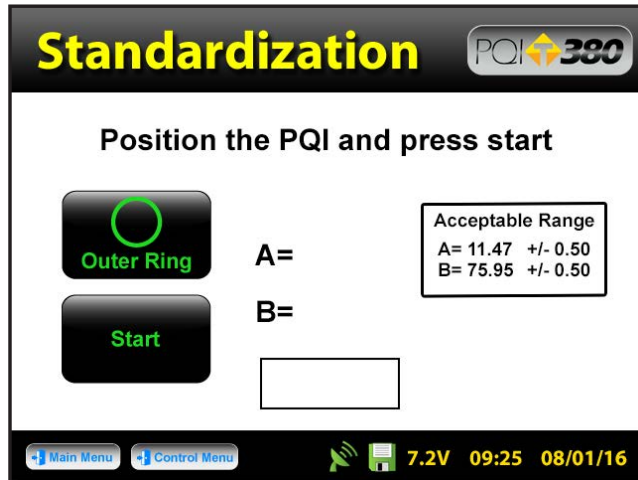 Standardization
PQI T 380
Position the PQI and press start
Outer Ring
Start
A=
B=
Acceptable Range
A= 11.47 +/- 0.50
B= 75.95 +/- 0.50
Main Menu
Control Menu
7.2V 09:25 08/01/16